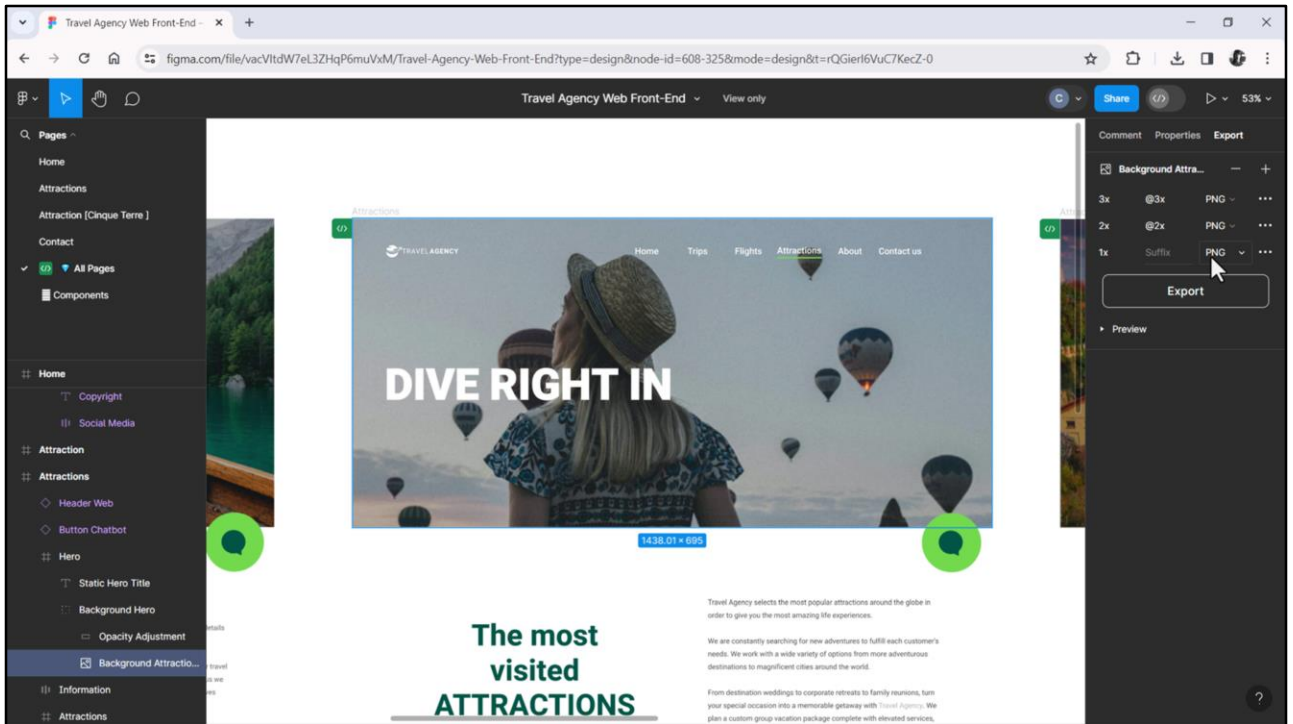 Travel Agency Web Front-End –
figma.com/file/vacVItdW7eL3ZHqP6muVxM/Travel-Agency-Web-Front-End?type=design&node-id=608-325&mode=design&t=rQGierI6VuC7KecZ-0
Travel Agency Web Front-End View only
C Share 53%
Pages
Home
Attractions
Attraction [Cinque Terre ]
Contact
All Pages
Components
Home
Copyright
Social Media
Attraction
Attractions
Header Web
Button Chatbot
Hero
Static Hero Title
Background Hero
Opacity Adjustment
Background Attractio...
Information
Attractions
Attractions
TRAVELAGENCY
Home Trips Flights Attractions About Contact us
DIVE RIGHT IN
1438.01 × 695
details
travel
us we
The most
visited
ATTRACTIONS
Travel Agency selects the most popular attractions around the globe in
order to give you the most amazing life experiences.
We are constantly searching for new adventures to fulfill each customer's
needs. We work with a wide variety of options from more adventurous
destinations to magnificent cities around the world.
From destination weddings to corporate retreats to family reunions, turn
your special occasion into a memorable getaway with Travel Agency. We
plan a custom group vacation package complete with elevated services,
Comment Properties Export
Background Attra...
3x @3x PNG
2x @2x PNG
1x Suffix PNG
Export
Preview
?